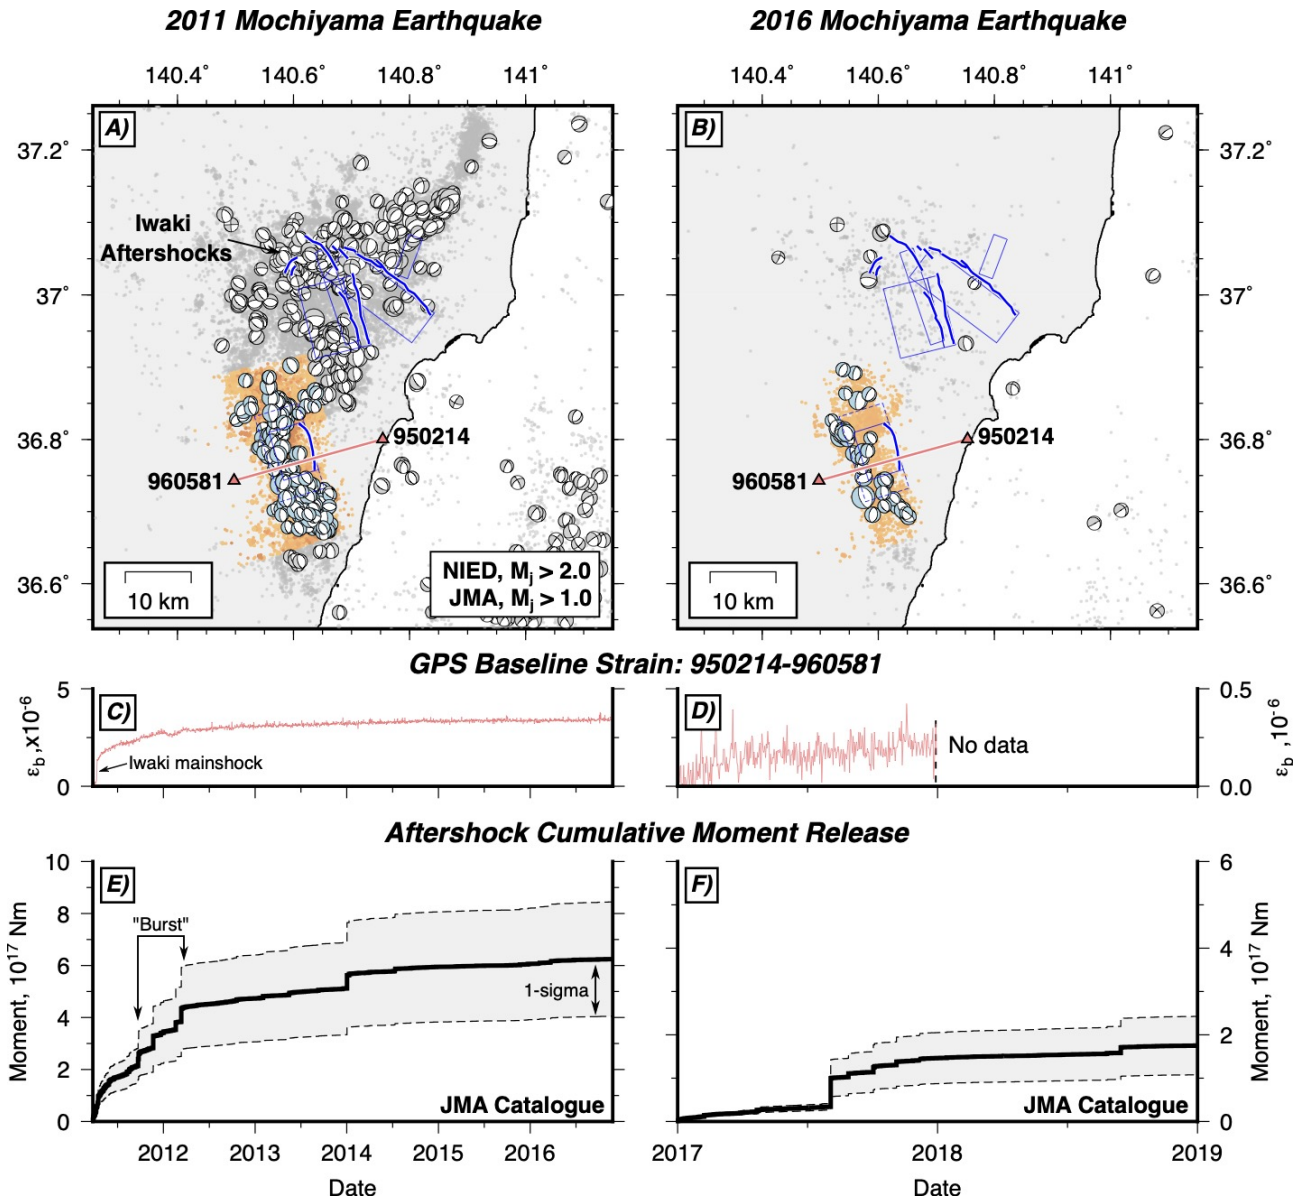 2011 Mochiyama Earthquake
2016 Mochiyama Earthquake
140.4° 140.6° 140.8° 141°
140.4° 140.6° 140.8° 141°
A)
B)
37.2°
37°
36.8°
36.6°
37.2°
37°
36.8°
36.6°
Iwaki
Aftershocks
950214
960581
950214
960581
NIED, Mj > 2.0
JMA, Mj > 1.0
10 km
10 km
GPS Baseline Strain: 950214-960581
C)
D)
εb ,x10-6
5
0
Iwaki mainshock
No data
0.5
0.0
εb , 10-6
Aftershock Cumulative Moment Release
E)
F)
Moment, 10^17 Nm
10
8
6
4
2
0
"Burst"
1-sigma
JMA Catalogue
JMA Catalogue
6
4
2
0
Moment, 10^17 Nm
2012 2013 2014 2015 2016
2017 2018 2019
Date
Date